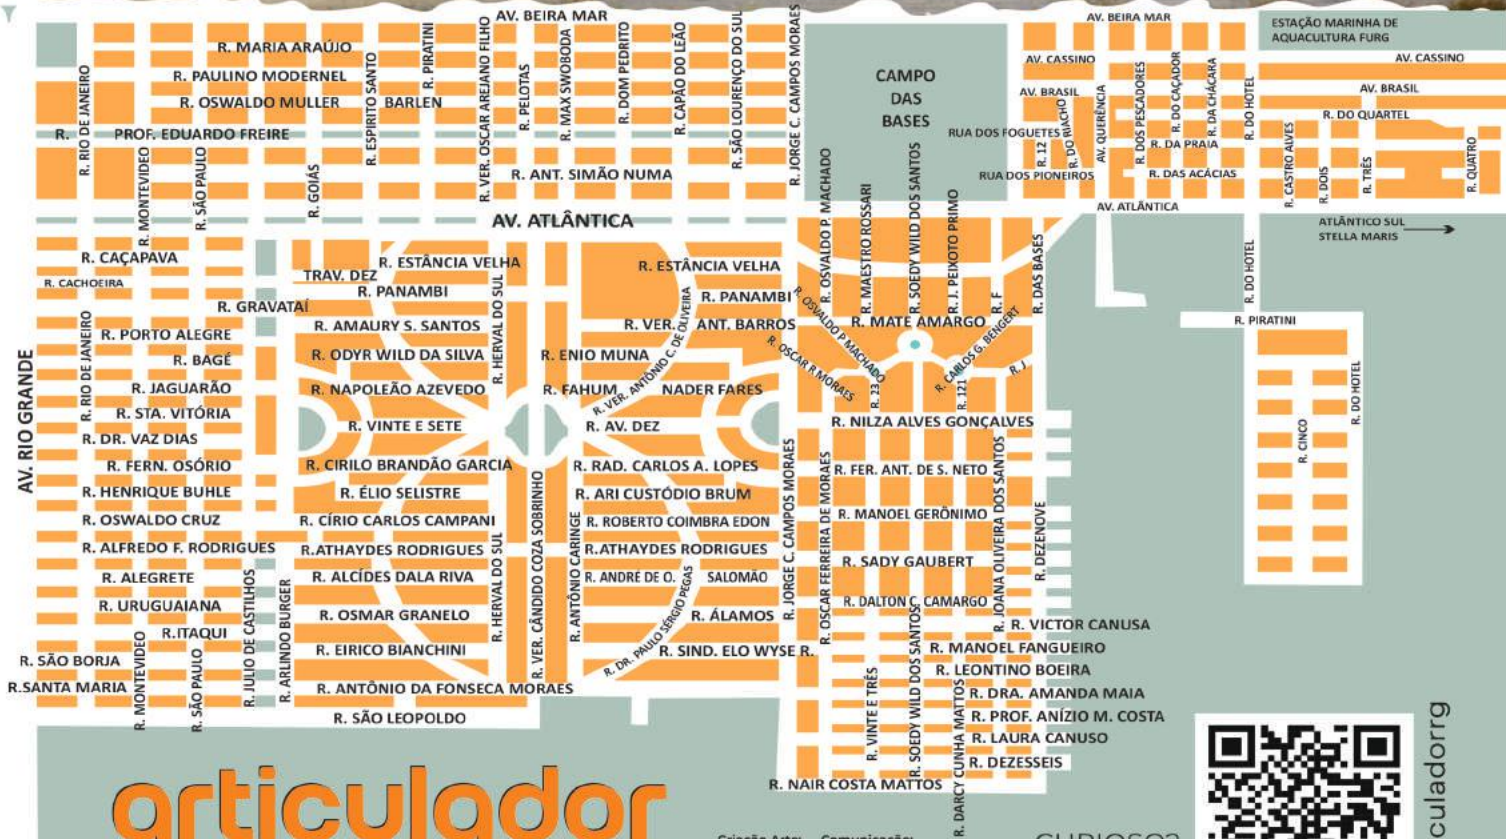 AV. BEIRA MAR
R. MARIA ARAÚJO
R. PAULINO MODERNEL
R. OSWALDO MULLER
BARLEN
R. PROF. EDUARDO FREIRE
R. RIO DE JANEIRO
R. MONTEVIDEO
R. SÃO PAULO
R. GOIÁS
R. ESPIRITO SANTO
R. PIRATINI
R. VER. OSCAR AREJANO FILHO
R. PELOTAS
R. MAX SWOBODA
R. DOM PEDRITO
R. CAPÃO DO LEÃO
R. SÃO LOURENÇO DO SUL
R. JORGE C. CAMPOS MORAES
R. ANT. SIMÃO NUMA
AV. ATLÂNTICA
CAMPO
DAS
BASES
AV. BEIRA MAR
ESTAÇÃO MARINHA DE
AQUACULTURA FURG
AV. CASSINO
AV. CASSINO
AV. BRASIL
AV. BRASIL
R. DO QUARTEL
RUA DOS FOGUETES
R. 12
R. DO RIACHO
AV. QUERÊNCIA
R. DOS PESCADORES
R. DO CAÇADOR
R. DA CHÁCARA
R. DO HOTEL
R. DA PRAIA
RUA DOS PIONEIROS
R. DAS ACÁCIAS
R. CASTRO ALVES
R. DOIS
R. TRÊS
R. QUATRO
AV. ATLÂNTICA
ATLÂNTICO SUL
STELLA MARIS
R. DO HOTEL
R. PIRATINI
R. DO HOTEL
R. CINCO
AV. RIO GRANDE
R. CAÇAPAVA
R. CACHOEIRA
R. GRAVATAÍ
R. PORTO ALEGRE
R. BAGÉ
R. RIO DE JANEIRO
R. JAGUARÃO
R. STA. VITÓRIA
R. DR. VAZ DIAS
R. FERN. OSÓRIO
R. HENRIQUE BUHLE
R. OSWALDO CRUZ
R. ALFREDO F. RODRIGUES
R. ALEGRETE
R. URUGUAIANA
R.ITAQUI
R. SÃO BORJA
R.SANTA MARIA
R. MONTEVIDEO
R. SÃO PAULO
R. JULIO DE CASTILHOS
R. ARLINDO BURGER
R. ESTÂNCIA VELHA
TRAV. DEZ
R. PANAMBI
R. AMAURY S. SANTOS
R. ODYR WILD DA SILVA
R. NAPOLEÃO AZEVEDO
R. VINTE E SETE
R. CIRILO BRANDÃO GARCIA
R. ÉLIO SELISTRE
R. CÍRIO CARLOS CAMPANI
R.ATHAYDES RODRIGUES
R. ALCÍDES DALA RIVA
R. OSMAR GRANELO
R. EIRICO BIANCHINI
R. ANTÔNIO DA FONSECA MORAES
R. SÃO LEOPOLDO
R. HERVAL DO SUL
R. HERVAL DO SUL
R. VER. CÂNDIDO COZA SOBRINHO
R. ANTÔNIO CARINGE
R. ESTÂNCIA VELHA
R. PANAMBI
R. VER. ANT. BARROS
R. ENIO MUNA
R. VER. ANTÔNIO C. DE OLIVEIRA
R. FAHUM NADER FARES
R. AV. DEZ
R. RAD. CARLOS A. LOPES
R. ARI CUSTÓDIO BRUM
R. ROBERTO COIMBRA EDON
R.ATHAYDES RODRIGUES
R. ANDRÉ DE O. SALOMÃO
R. ÁLAMOS
R. DR. PAULO SÉRGIO PEGAS
R. SIND. ELO WYSE R.
R. JORGE C. CAMPOS MORAES
R. OSVALDO P. MACHADO
R. MAESTRO ROSSARI
R. SOEDY WILD DOS SANTOS
R. J. PEIXOTO PRIMO
R. F
R. DAS BASES
R. MATE AMARGO
R. OSVALDO P MACHADO
R. OSCAR R MORAES
R. CARLOS G. BENGERT
R. 23
R. 121
R. J
R. NILZA ALVES GONÇALVES
R. FER. ANT. DE S. NETO
R. MANOEL GERÔNIMO
R. SADY GAUBERT
R. DALTON C. CAMARGO
R. OSCAR FERREIRA DE MORAES
R. JOANA OLIVEIRA DOS SANTOS
R. DEZENOVE
R. VICTOR CANUSA
R. MANOEL FANGUEIRO
R. LEONTINO BOEIRA
R. DRA. AMANDA MAIA
R. PROF. ANÍZIO M. COSTA
R. LAURA CANUSO
R. DEZESSEIS
R. VINTE E TRÊS
R. SOEDY WILD DOS SANTOS
R. DARCY CUNHA MATTOS
R. NAIR COSTA MATTOS
articulador
Criação Arte: Comunicação:
CURIOSO?
culadorrg